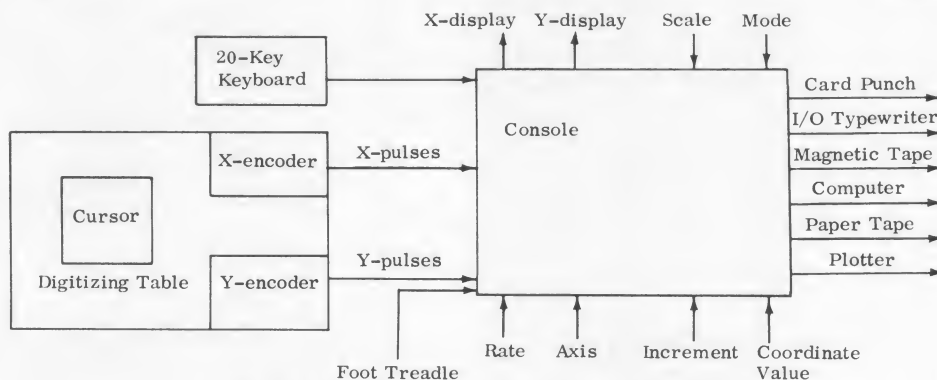 X-display Y-display Scale Mode
20-Key
Keyboard
Card Punch
Console
I/O Typewriter
X-encoder X-pulses
Magnetic Tape
Computer
Cursor
Paper Tape
Y-pulses
Plotter
Digitizing Table
Y-encoder
Rate Axis Increment Coordinate
Value
Foot Treadle